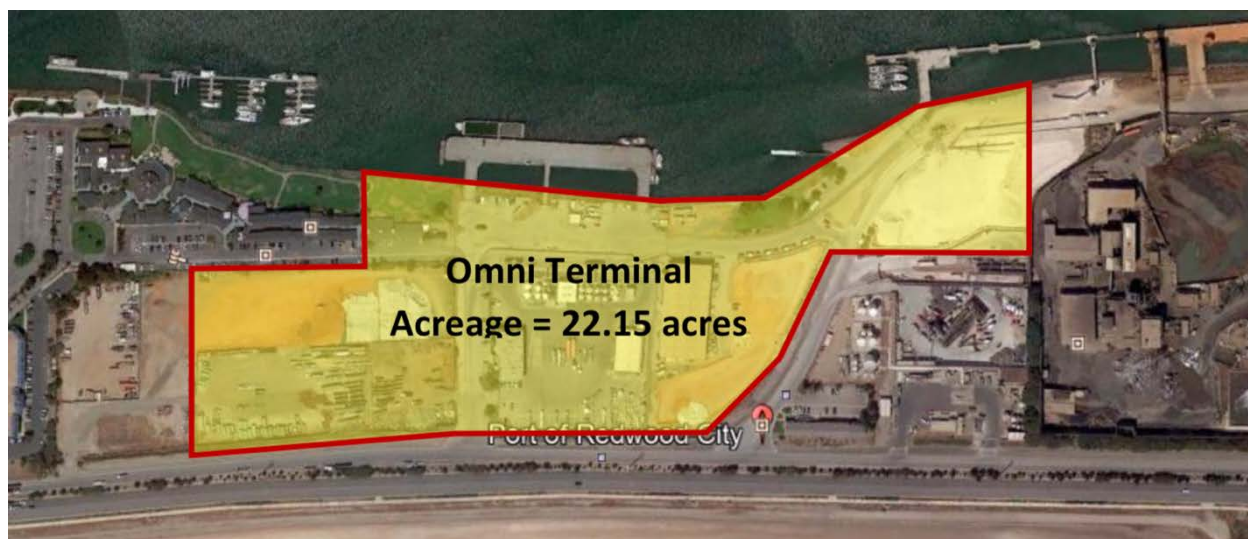 Omni Terminal
Acreage = 22.15 acres
Port of Redwood City